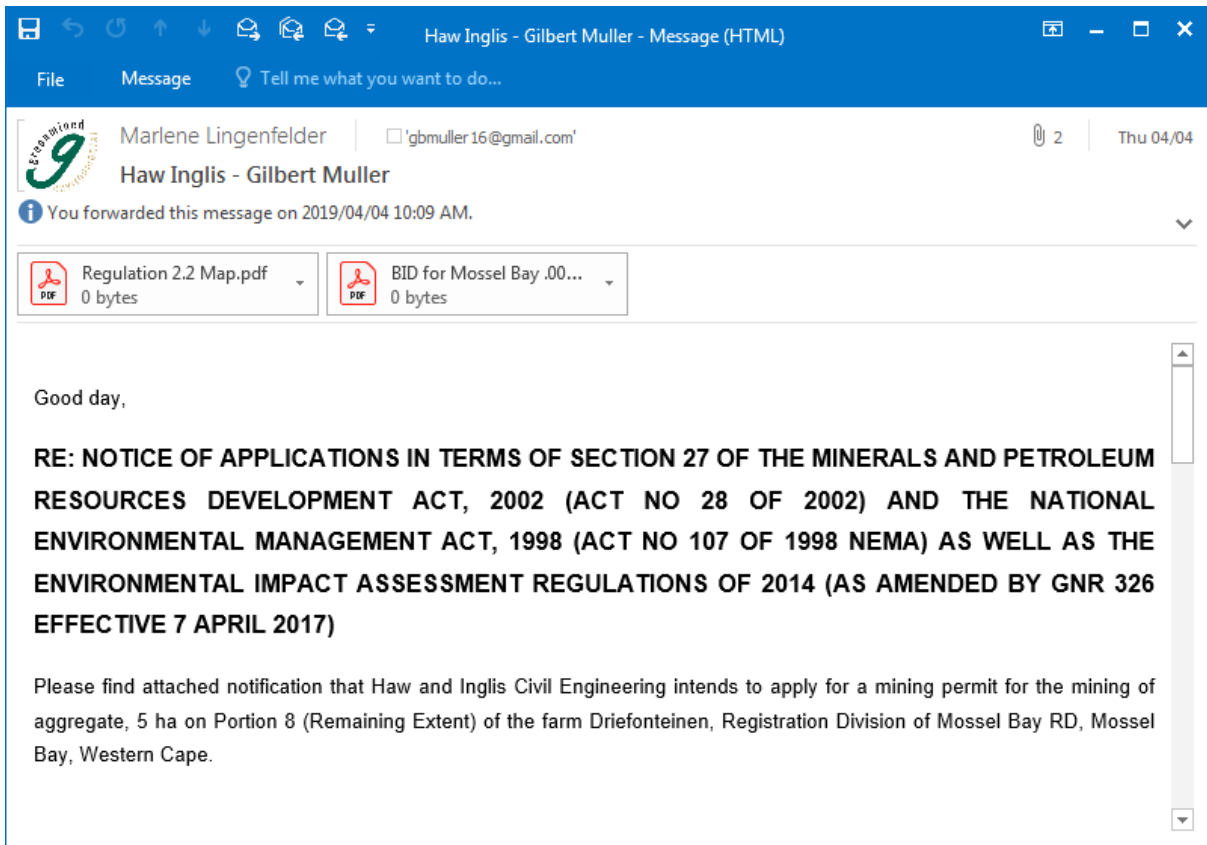 Haw Inglis - Gilbert Muller - Message (HTML)
File Message Tell me what you want to do...
Marlene Lingenfelder 'gbmuller16@gmail.com' 2 Thu 04/04
Haw Inglis - Gilbert Muller
You forwarded this message on 2019/04/04 10:09 AM.
Regulation 2.2 Map.pdf
0 bytes
BID for Mossel Bay .00...
0 bytes
Good day,
RE: NOTICE OF APPLICATIONS IN TERMS OF SECTION 27 OF THE MINERALS AND PETROLEUM
RESOURCES DEVELOPMENT ACT, 2002 (ACT NO 28 OF 2002) AND THE NATIONAL
ENVIRONMENTAL MANAGEMENT ACT, 1998 (ACT NO 107 OF 1998 NEMA) AS WELL AS THE
ENVIRONMENTAL IMPACT ASSESSMENT REGULATIONS OF 2014 (AS AMENDED BY GNR 326
EFFECTIVE 7 APRIL 2017)
Please find attached notification that Haw and Inglis Civil Engineering intends to apply for a mining permit for the mining of
aggregate, 5 ha on Portion 8 (Remaining Extent) of the farm Driefonteinen, Registration Division of Mossel Bay RD, Mossel
Bay, Western Cape.